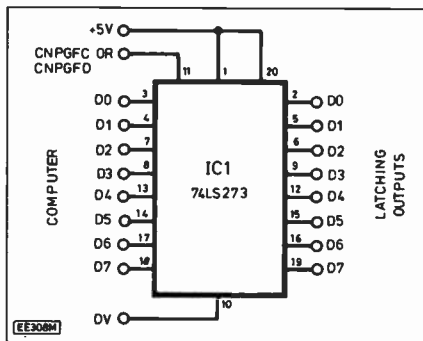 +5V
CNPGFC OR
CNPGFD
11 1 20
D0 3 2 D0
D1 4 5 D1
D2 7 6 D2
D3 8 9 D3
D4 13 12 D4
D5 14 15 D5
D6 17 16 D6
D7 18 19 D7
COMPUTER
IC1
74LS273
LATCHING
OUTPUTS
10
0V
EE308M